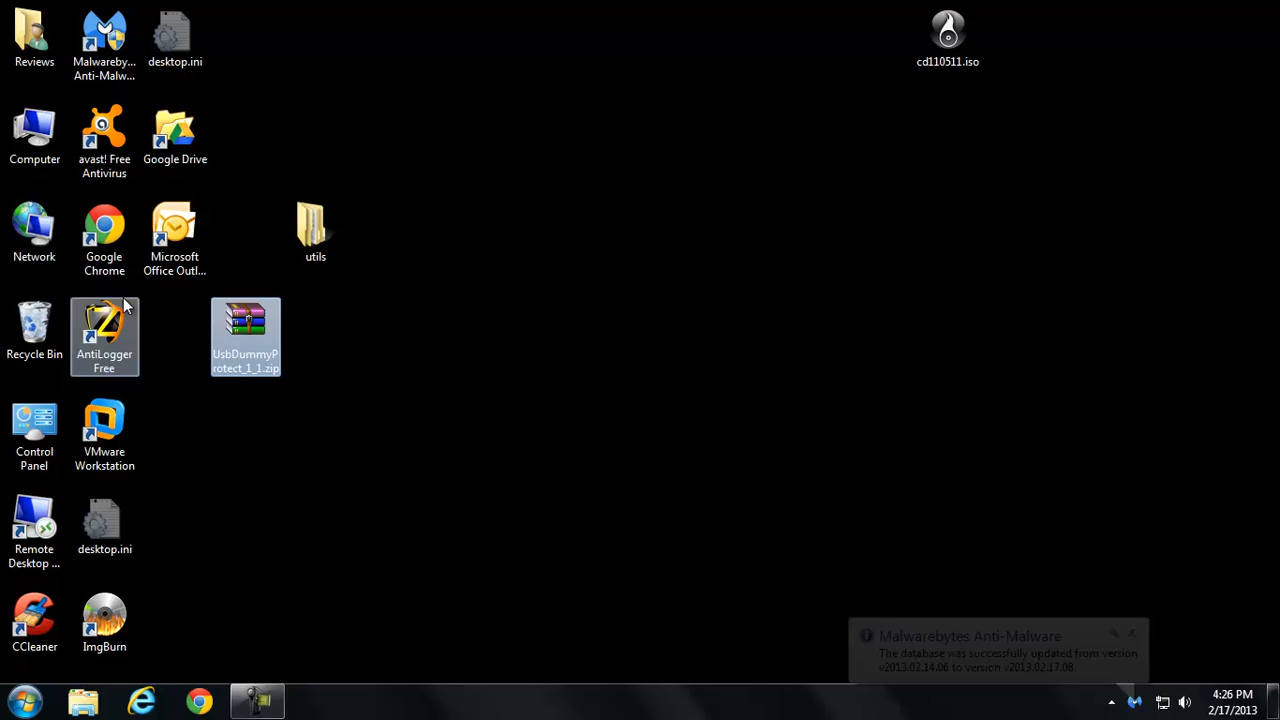 Reviews
Malwareby...
Anti-Malw...
desktop.ini
cd110511.iso
Computer
avast! Free
Antivirus
Google Drive
Network
Google
Chrome
Microsoft
Office Outl...
utils
Recycle Bin
AntiLogger
Free
UsbDummyP
rotect_1_1.zip
Control
Panel
VMware
Workstation
Remote
Desktop ...
desktop.ini
CCleaner
ImgBurn
Malwarebytes Anti-Malware
The database was successfully updated from version
v2013.02.14.06 to version v2013.02.17.08.
4:26 PM
2/17/2013